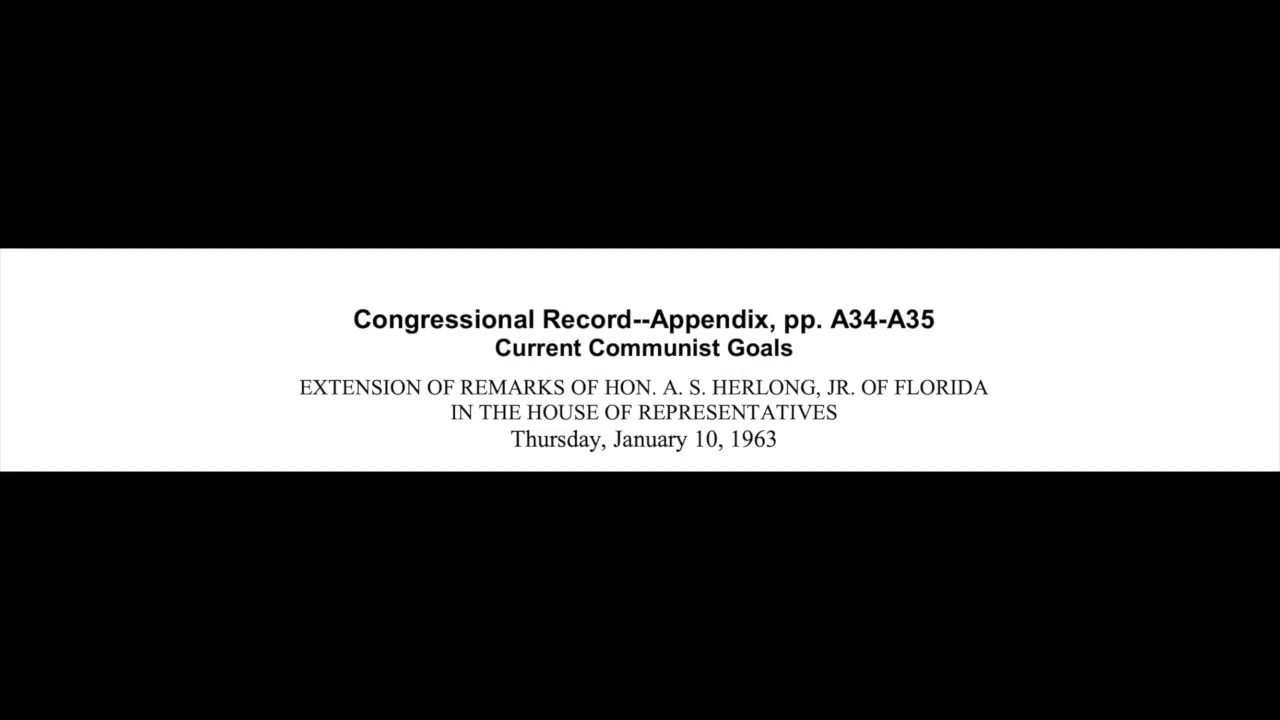 Congressional Record--Appendix, pp. A34-A35
Current Communist Goals
EXTENSION OF REMARKS OF HON. A. S. HERLONG, JR. OF FLORIDA
IN THE HOUSE OF REPRESENTATIVES
Thursday, January 10, 1963